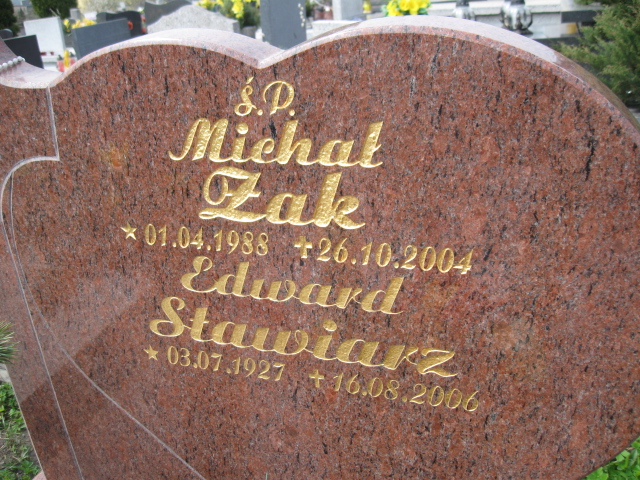 Ś.P.
Michał
Żak
★ 01.04.1988 ✝ 26.10.2004
Edward
Stawiarz
★ 03.07.1927 ✝ 16.08.2006